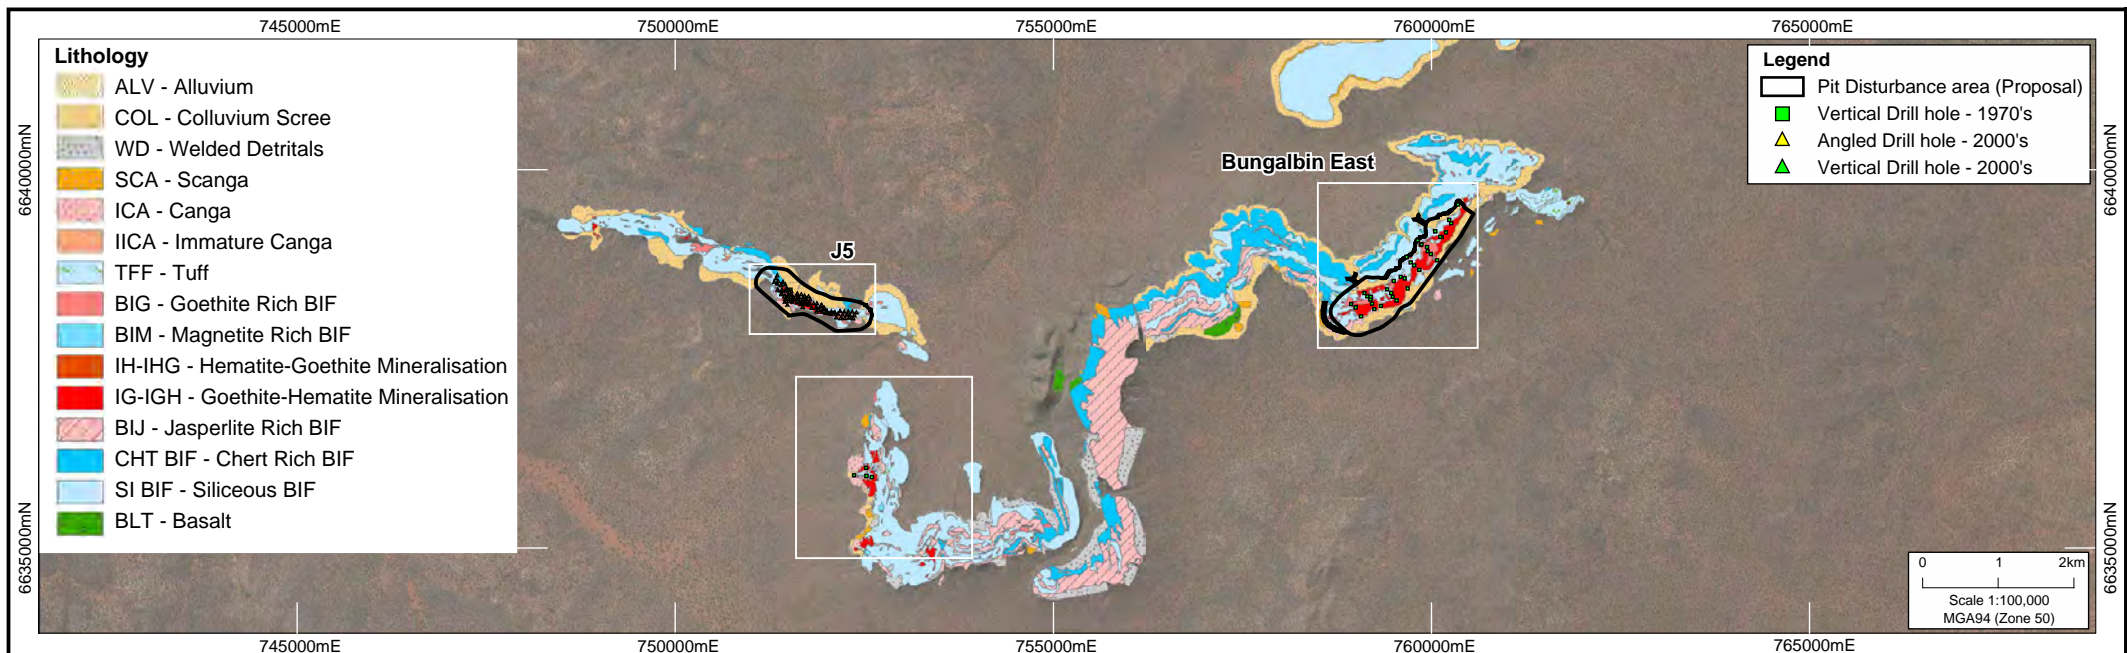 745000mE
750000mE
755000mE
760000mE
765000mE
Lithology
ALV - Alluvium
COL - Colluvium Scree
WD - Welded Detritals
SCA - Scanga
ICA - Canga
IICA - Immature Canga
TFF - Tuff
BIG - Goethite Rich BIF
BIM - Magnetite Rich BIF
IH-IHG - Hematite-Goethite Mineralisation
IG-IGH - Goethite-Hematite Mineralisation
BIJ - Jasperlite Rich BIF
CHT BIF - Chert Rich BIF
SI BIF - Siliceous BIF
BLT - Basalt
Legend
Pit Disturbance area (Proposal)
Vertical Drill hole - 1970's
Angled Drill hole - 2000's
Vertical Drill hole - 2000's
6640000mN
6640000mN
Bungalbin East
J5
6635000mN
6635000mN
0 1 2km
Scale 1:100,000
MGA94 (Zone 50)
745000mE
750000mE
755000mE
760000mE
765000mE